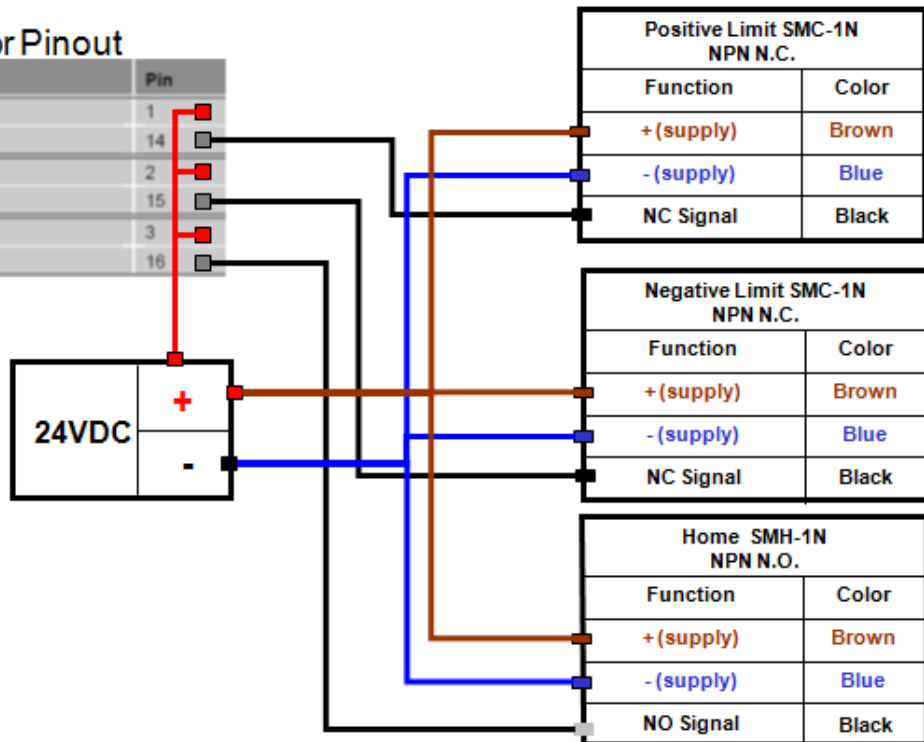 or Pinout
Pin
1
14
2
15
3
16
24VDC
+
-
Positive Limit SMC-1N
NPN N.C.
Function Color
+(supply) Brown
-(supply) Blue
NC Signal Black
Negative Limit SMC-1N
NPN N.C.
Function Color
+(supply) Brown
-(supply) Blue
NC Signal Black
Home SMH-1N
NPN N.O.
Function Color
+(supply) Brown
-(supply) Blue
NO Signal Black